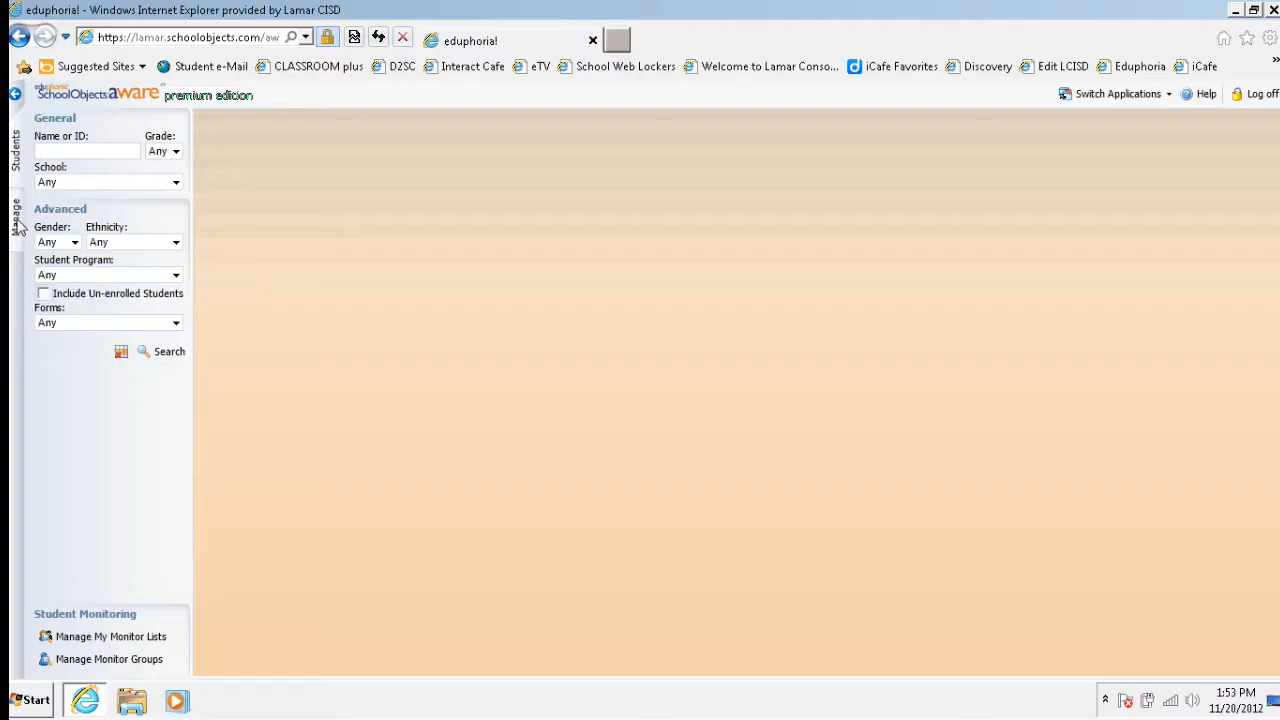 eduphoria! - Windows Internet Explorer provided by Lamar CISD
https://lamar.schoolobjects.com/aw
eduphoria!
Suggested Sites
Student e-Mail
CLASSROOM plus
D2SC
Interact Cafe
eTV
School Web Lockers
Welcome to Lamar Conso...
iCafe Favorites
Discovery
Edit LCISD
Eduphoria
iCafe
eduphoria!
SchoolObjects:aware premium edition
Switch Applications
Help
Log off
Students
Manage
General
Name or ID: Grade:
Any
School:
Any
Advanced
Gender: Ethnicity:
Any Any
Student Program:
Any
Include Un-enrolled Students
Forms:
Any
Search
Student Monitoring
Manage My Monitor Lists
Manage Monitor Groups
Start
1:53 PM
11/20/2012